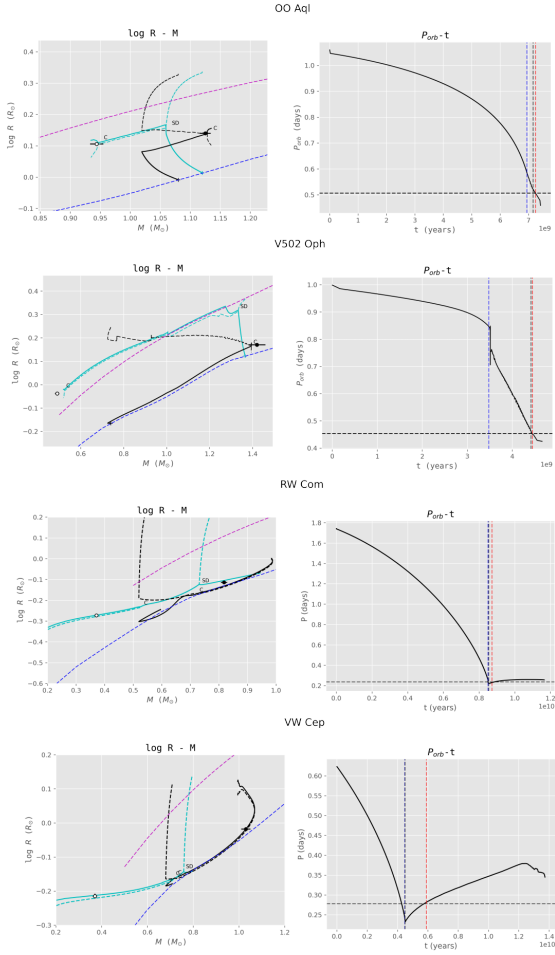 OO Aql
log R - M
P_orb-t
log R (R⊙)
0.4
0.3
0.2
0.1
0.0
−0.1
C
SD
C
0.85 0.90 0.95 1.00 1.05 1.10 1.15 1.20
M (M⊙)
P_orb (days)
1.0
0.9
0.8
0.7
0.6
0.5
0 1 2 3 4 5 6 7
t (years)
1e9
V502 Oph
log R - M
P_orb-t
log R (R⊙)
0.4
0.3
0.2
0.1
0.0
−0.1
−0.2
SD
C
C
0.6 0.8 1.0 1.2 1.4
M (M⊙)
P_orb (days)
1.0
0.9
0.8
0.7
0.6
0.5
0.4
0 1 2 3 4
t (years)
1e9
RW Com
log R - M
P_orb-t
log R (R⊙)
0.2
0.1
0.0
−0.1
−0.2
−0.3
−0.4
−0.5
−0.6
SD
C
0.2 0.3 0.4 0.5 0.6 0.7 0.8 0.9 1.0
M (M⊙)
P (days)
1.8
1.6
1.4
1.2
1.0
0.8
0.6
0.4
0.2
0.0 0.2 0.4 0.6 0.8 1.0 1.2
t (years)
1e10
VW Cep
log R - M
P_orb-t
log R (R⊙)
0.2
0.1
0.0
−0.1
−0.2
−0.3
SD
C
0.2 0.4 0.6 0.8 1.0 1.2
M (M⊙)
P (days)
0.60
0.55
0.50
0.45
0.40
0.35
0.30
0.25
0.0 0.2 0.4 0.6 0.8 1.0 1.2 1.4
t (years)
1e10